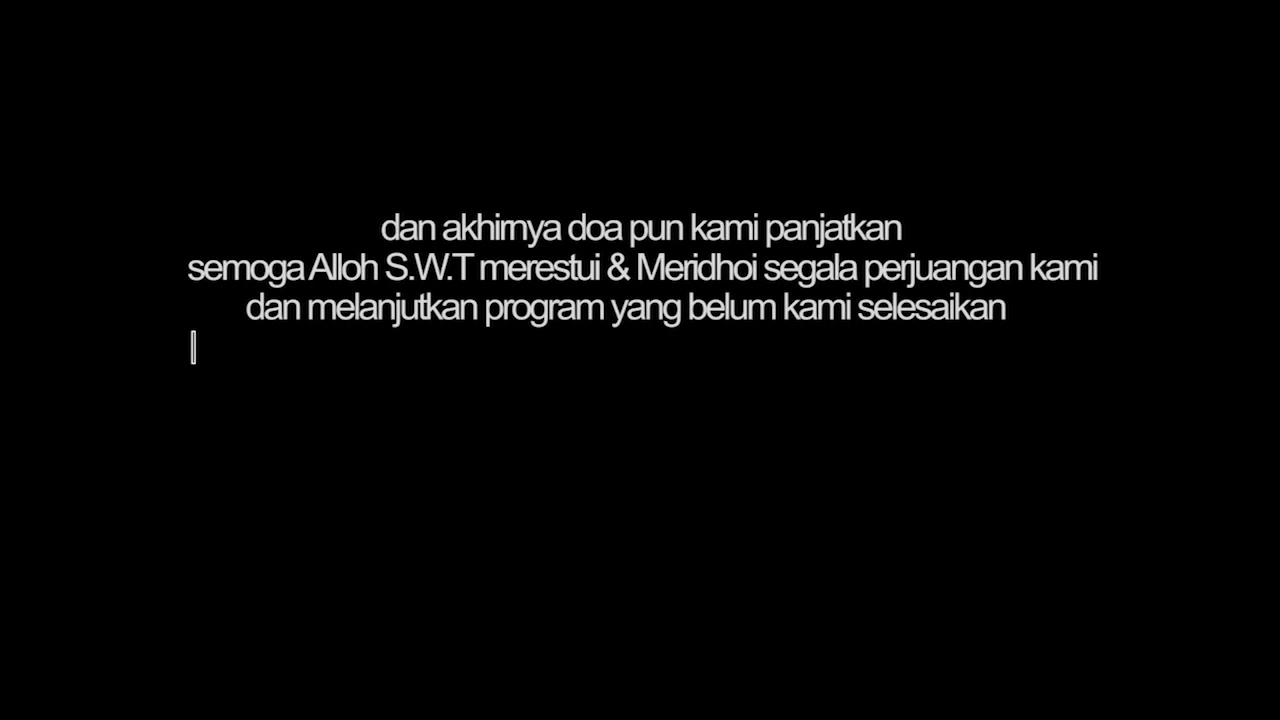 dan akhirnya doa pun kami panjatkan
semoga Alloh S.W.T merestui & Meridhoi segala perjuangan kami
dan melanjutkan program yang belum kami selesaikan